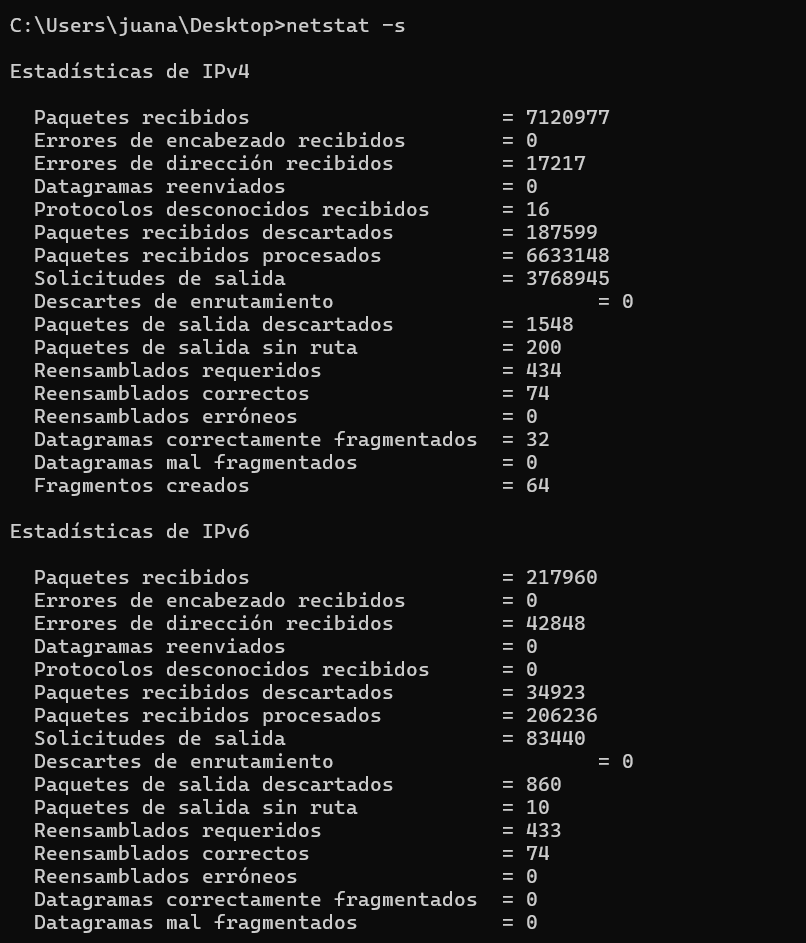 C:\Users\juana\Desktop>netstat -s
Estadísticas de IPv4
Paquetes recibidos = 7120977
Errores de encabezado recibidos = 0
Errores de dirección recibidos = 17217
Datagramas reenviados = 0
Protocolos desconocidos recibidos = 16
Paquetes recibidos descartados = 187599
Paquetes recibidos procesados = 6633148
Solicitudes de salida = 3768945
Descartes de enrutamiento = 0
Paquetes de salida descartados = 1548
Paquetes de salida sin ruta = 200
Reensamblados requeridos = 434
Reensamblados correctos = 74
Reensamblados erróneos = 0
Datagramas correctamente fragmentados = 32
Datagramas mal fragmentados = 0
Fragmentos creados = 64
Estadísticas de IPv6
Paquetes recibidos = 217960
Errores de encabezado recibidos = 0
Errores de dirección recibidos = 42848
Datagramas reenviados = 0
Protocolos desconocidos recibidos = 0
Paquetes recibidos descartados = 34923
Paquetes recibidos procesados = 206236
Solicitudes de salida = 83440
Descartes de enrutamiento = 0
Paquetes de salida descartados = 860
Paquetes de salida sin ruta = 10
Reensamblados requeridos = 433
Reensamblados correctos = 74
Reensamblados erróneos = 0
Datagramas correctamente fragmentados = 0
Datagramas mal fragmentados = 0